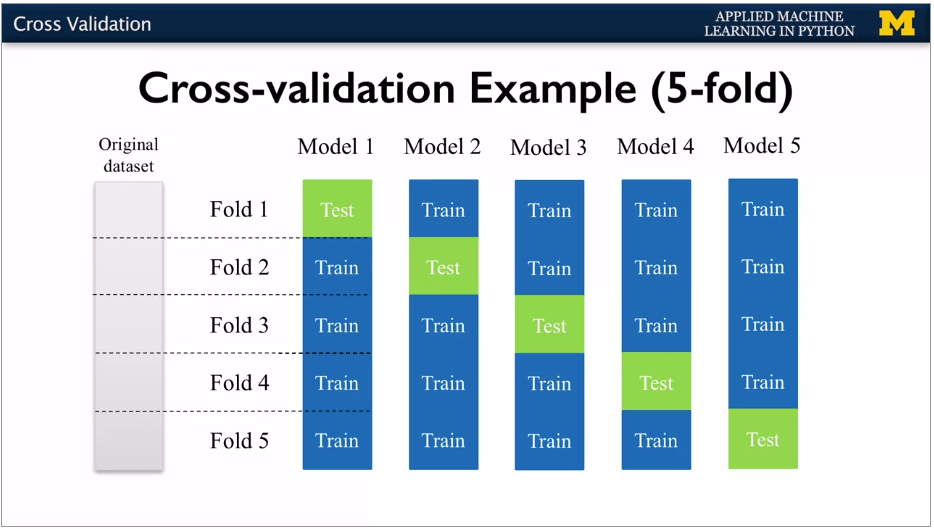 Cross Validation
APPLIED MACHINE
LEARNING IN PYTHON
M
Cross-validation Example (5-fold)
Original
dataset
Model 1 Model 2 Model 3 Model 4 Model 5
Fold 1 Test Train Train Train Train
Fold 2 Train Test Train Train Train
Fold 3 Train Train Test Train Train
Fold 4 Train Train Train Test Train
Fold 5 Train Train Train Train Test